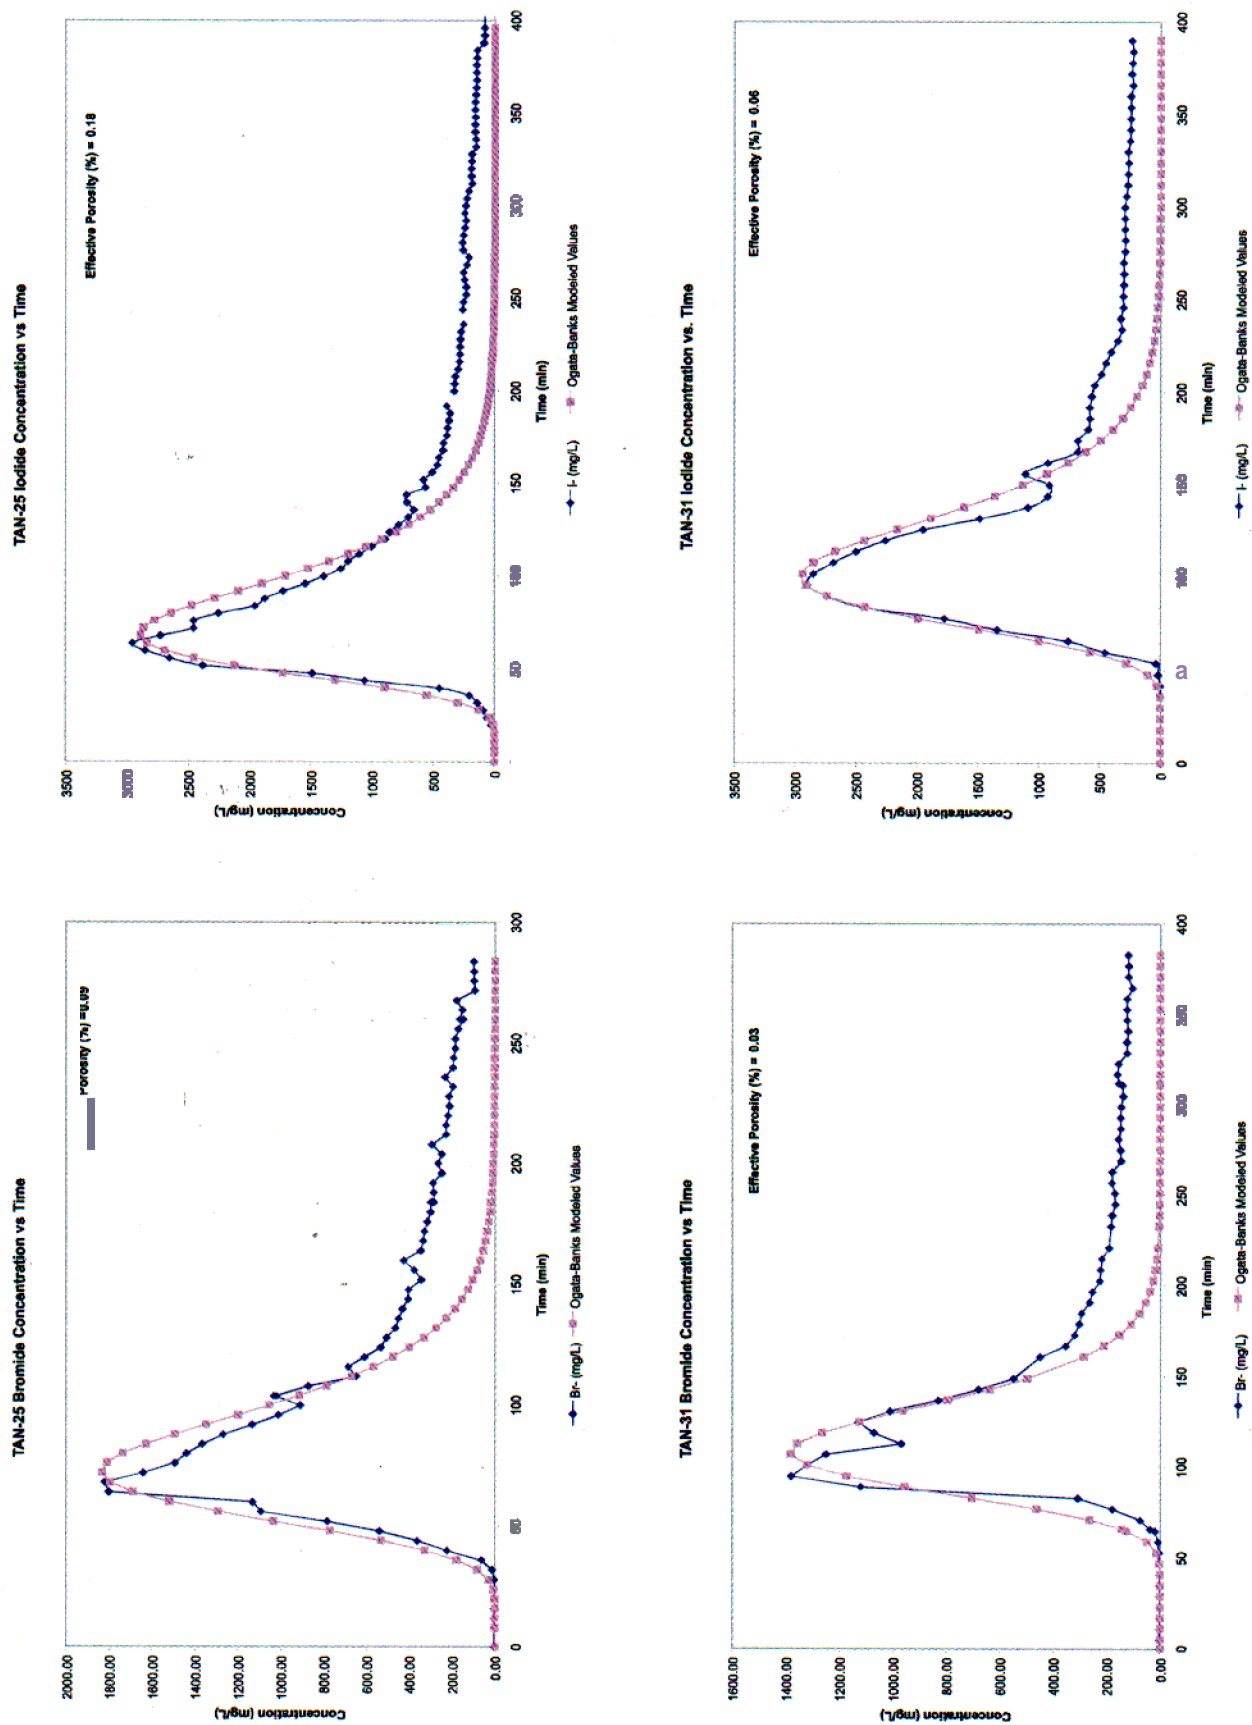 TAN-25 Bromide Concentration vs Time
Porosity (%) =0.09
Concentration (mg/L)
2000.00
1800.00
1600.00
1400.00
1200.00
1000.00
800.00
600.00
400.00
200.00
0.00
0 50 100 150 200 250 300
Time (min)
Br- (mg/L) Ogata-Banks Modeled Values
TAN-25 Iodide Concentration vs Time
Effective Porosity (%) = 0.18
Concentration (mg/L)
3500
3000
2500
2000
1500
1000
500
0
0 50 100 150 200 250 300 350 400
Time (min)
I- (mg/L) Ogata-Banks Modeled Values
TAN-31 Bromide Concentration vs Time
Effective Porosity (%) = 0.03
Concentration (mg/L)
1600.00
1400.00
1200.00
1000.00
800.00
600.00
400.00
200.00
0.00
0 50 100 150 200 250 300 350 400
Time (min)
Br- (mg/L) Ogata-Banks Modeled Values
TAN-31 Iodide Concentration vs. Time
Effective Porosity (%) = 0.06
Concentration (mg/L)
3500
3000
2500
2000
1500
1000
500
0
0 100 150 200 250 300 350 400
Time (min)
I- (mg/L) Ogata-Banks Modeled Values